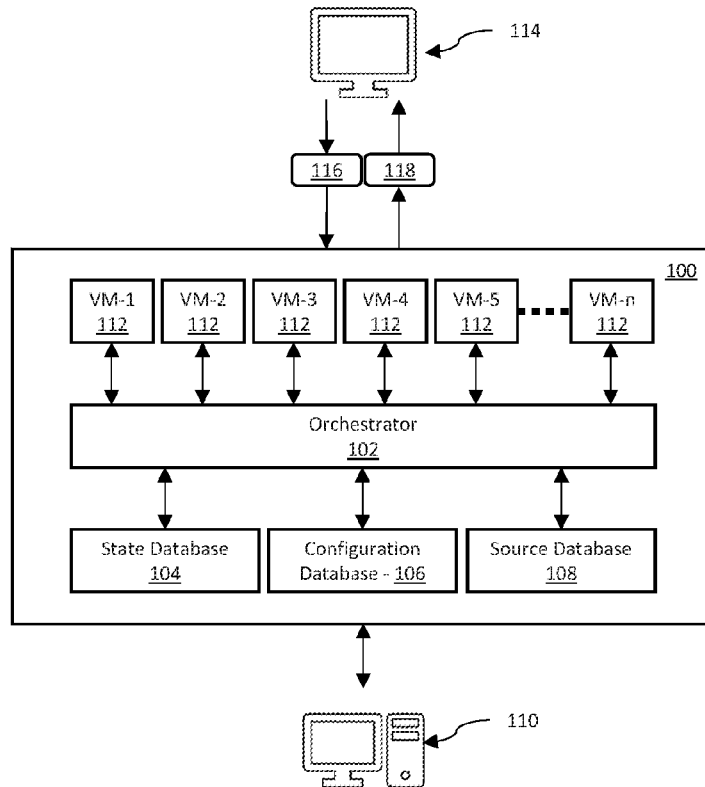 114
116
118
100
VM-1
112
VM-2
112
VM-3
112
VM-4
112
VM-5
112
VM-n
112
Orchestrator
102
State Database
104
Configuration
Database - 106
Source Database
108
110